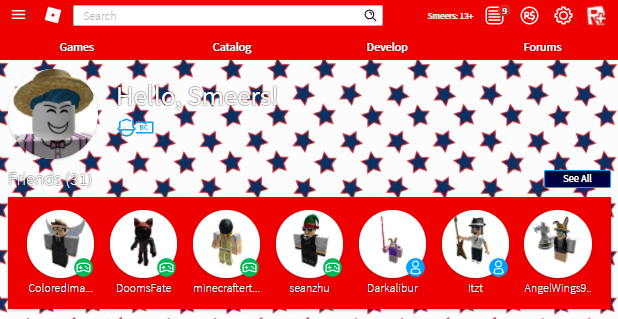 Search
Smeers: 13+
9
R$
Games Catalog Develop Forums
Hello, Smeers!
BC
Friends (31)
See All
ColoredIma... DoomsFate minecraftert... seanzhu Darkalibur Itzt AngelWings9..